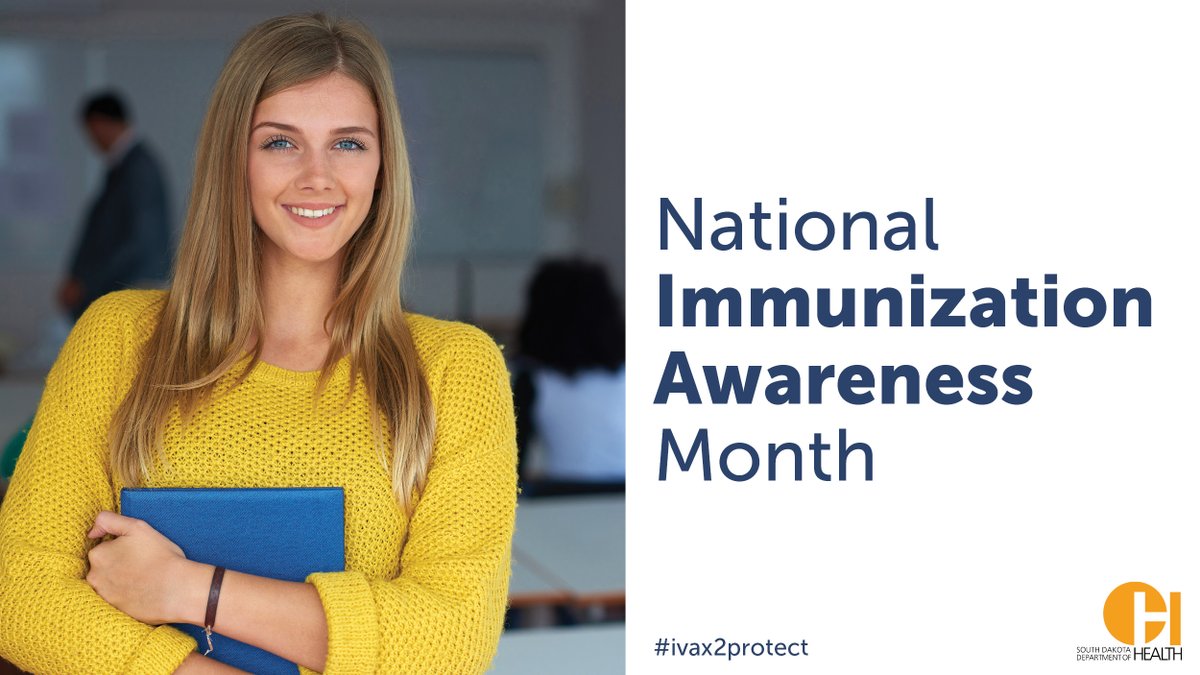 National
Immunization
Awareness
Month
#ivax2protect
SOUTH DAKOTA
DEPARTMENT OF HEALTH